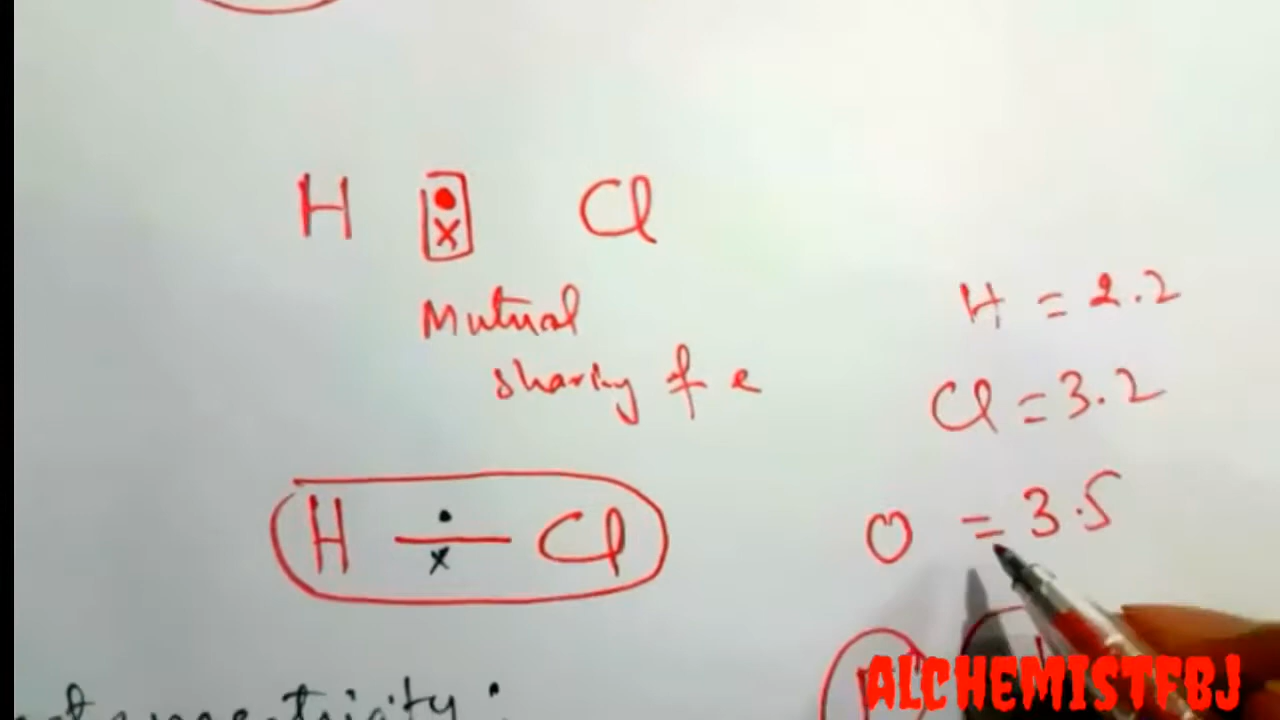 H • x Cl
Mutual
sharing of e
H = 2.2
Cl = 3.2
O = 3.5
H — Cl
x
ALCHEMISTFBJ